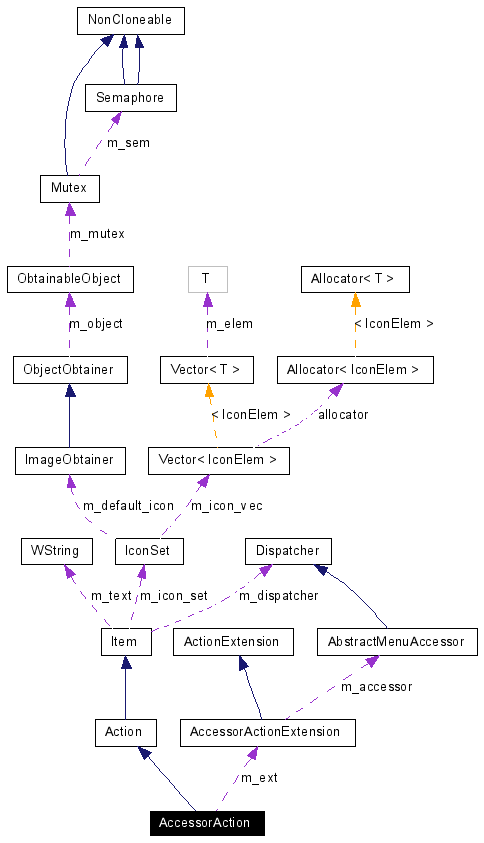 NonCloneable
Semaphore
m_sem
Mutex
m_mutex
ObtainableObject
T
Allocator< T >
m_object
m_elem
< IconElem >
ObjectObtainer
Vector< T >
Allocator< IconElem >
< IconElem >
allocator
ImageObtainer
Vector< IconElem >
m_default_icon
m_icon_vec
WString
IconSet
Dispatcher
m_text
m_icon_set
m_dispatcher
Item
ActionExtension
AbstractMenuAccessor
m_accessor
Action
AccessorActionExtension
m_ext
AccessorAction